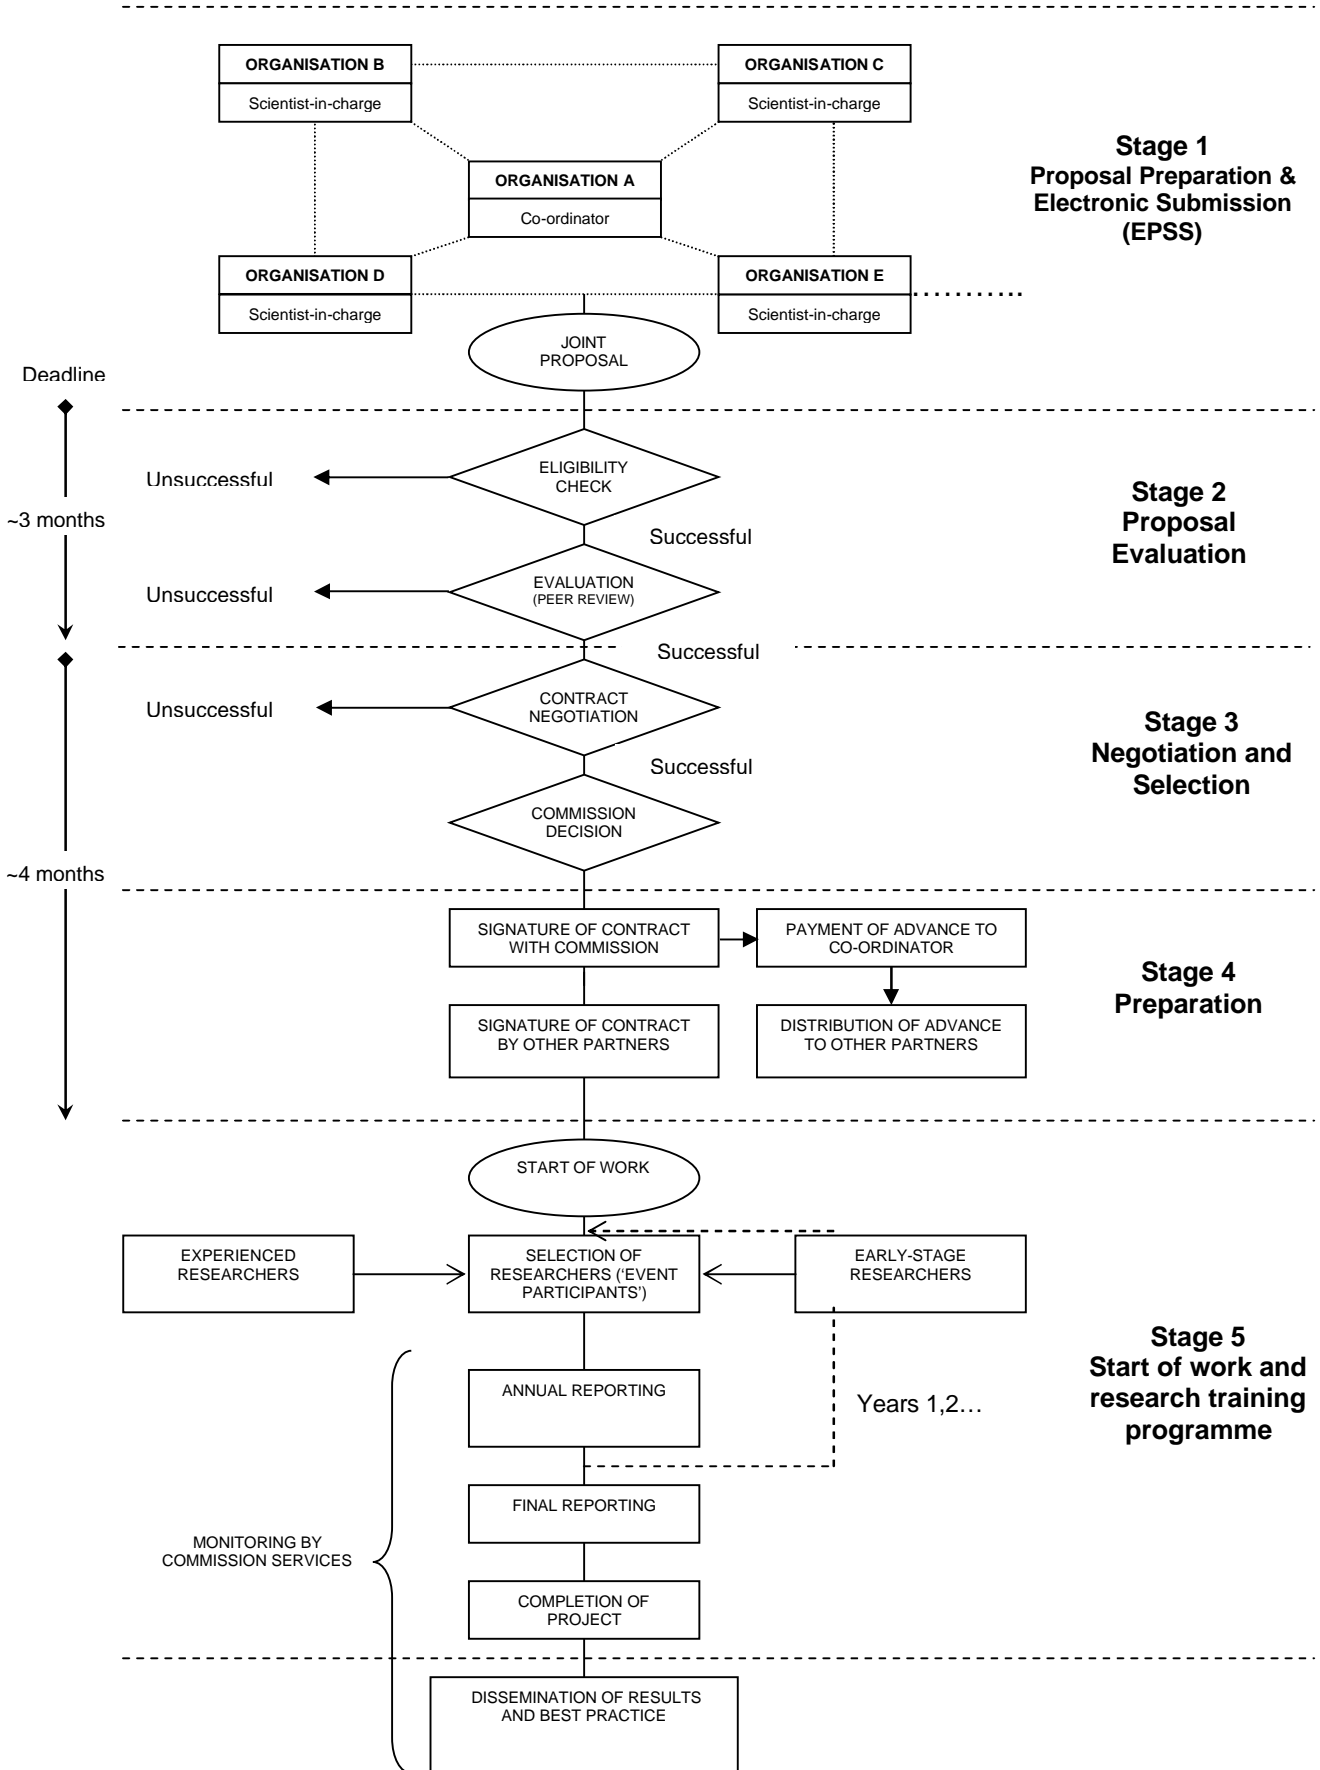 ORGANISATION B
Scientist-in-charge
ORGANISATION C
Scientist-in-charge
ORGANISATION A
Co-ordinator
ORGANISATION D
Scientist-in-charge
ORGANISATION E
Scientist-in-charge
Stage 1
Proposal Preparation &
Electronic Submission
(EPSS)
JOINT
PROPOSAL
Deadline
~3 months
ELIGIBILITY
CHECK
Unsuccessful
Successful
EVALUATION
(PEER REVIEW)
Unsuccessful
Successful
Stage 2
Proposal
Evaluation
CONTRACT
NEGOTIATION
Unsuccessful
Successful
COMMISSION
DECISION
Stage 3
Negotiation and
Selection
~4 months
SIGNATURE OF CONTRACT
WITH COMMISSION
PAYMENT OF ADVANCE TO
CO-ORDINATOR
SIGNATURE OF CONTRACT
BY OTHER PARTNERS
DISTRIBUTION OF ADVANCE
TO OTHER PARTNERS
Stage 4
Preparation
START OF WORK
EXPERIENCED
RESEARCHERS
SELECTION OF
RESEARCHERS (‘EVENT
PARTICIPANTS’)
EARLY-STAGE
RESEARCHERS
ANNUAL REPORTING
Years 1,2…
Stage 5
Start of work and
research training
programme
FINAL REPORTING
MONITORING BY
COMMISSION SERVICES
COMPLETION OF
PROJECT
DISSEMINATION OF RESULTS
AND BEST PRACTICE